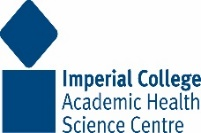 Imperial College
Academic Health
Science Centre